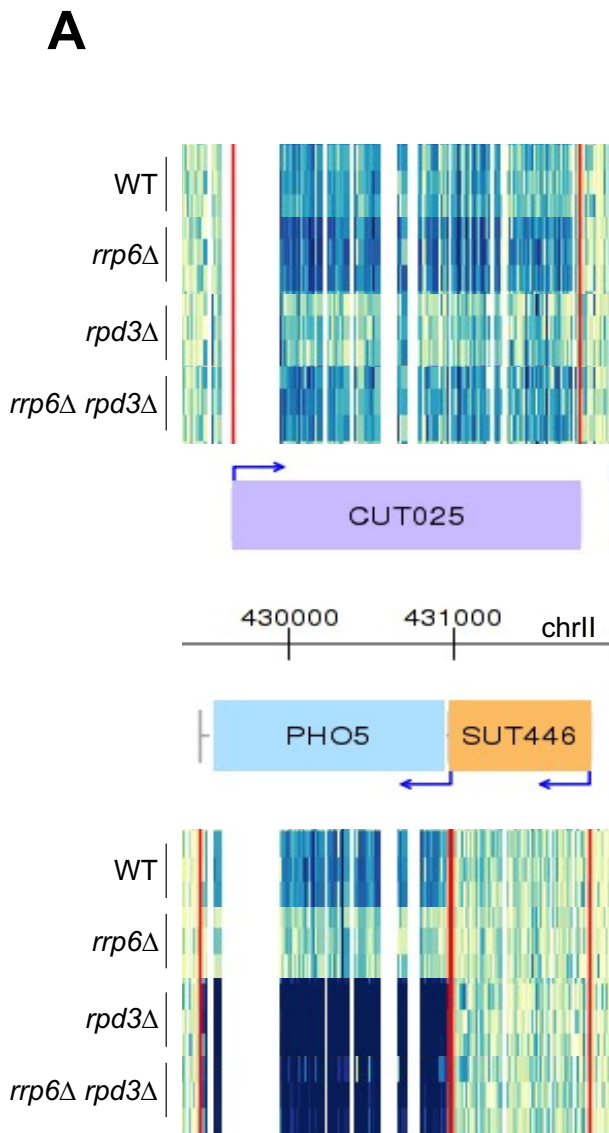 A
WT
rrp6Δ
rpd3Δ
rrp6Δ rpd3Δ
CUT025
430000 431000 chrII
PHO5 SUT446
WT
rrp6Δ
rpd3Δ
rrp6Δ rpd3Δ